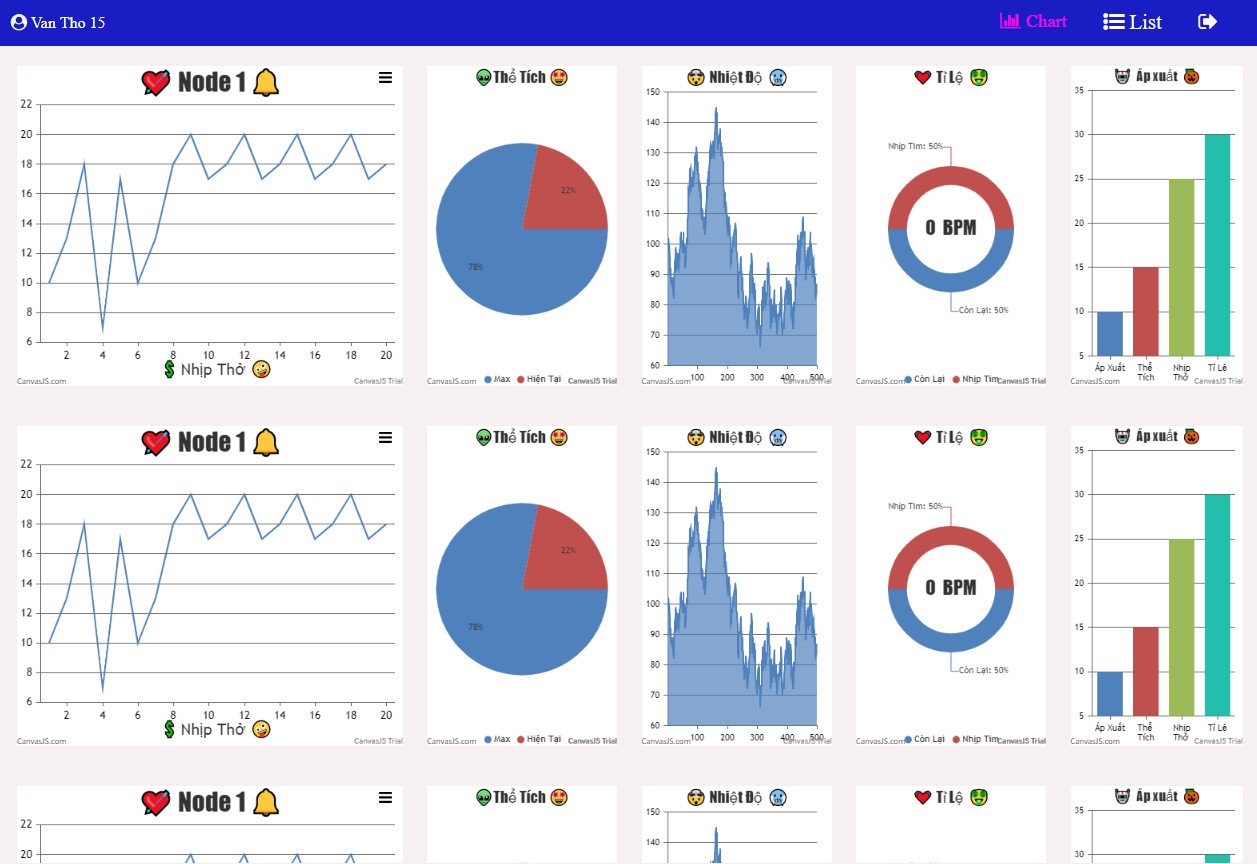 Van Tho 15
Chart
List
Node 1
22
20
18
16
14
12
10
8
6
2 4 6 8 10 12 14 16 18 20
Nhịp Thở
CanvasJS.com
CanvasJS Trial
Thể Tích
22%
78%
Max Hiện Tại
CanvasJS.com
CanvasJS Trial
Nhiệt Độ
150
140
130
120
110
100
90
80
70
60
100 200 300 400 500
CanvasJS.com
CanvasJS Trial
Tỉ Lệ
Nhịp Tim: 50%
0 BPM
Còn Lại: 50%
Còn Lại Nhịp Tim
CanvasJS.com
CanvasJS Trial
Áp xuất
35
30
25
20
15
10
5
Áp Xuất
Thể Tích
Nhịp Thở
Tỉ Lệ
CanvasJS.com
CanvasJS Trial
Node 1
22
20
18
16
14
12
10
8
6
2 4 6 8 10 12 14 16 18 20
Nhịp Thở
CanvasJS.com
CanvasJS Trial
Thể Tích
22%
78%
Max Hiện Tại
CanvasJS.com
CanvasJS Trial
Nhiệt Độ
150
140
130
120
110
100
90
80
70
60
100 200 300 400 500
CanvasJS.com
CanvasJS Trial
Tỉ Lệ
Nhịp Tim: 50%
0 BPM
Còn Lại: 50%
Còn Lại Nhịp Tim
CanvasJS.com
CanvasJS Trial
Áp xuất
35
30
25
20
15
10
5
Áp Xuất
Thể Tích
Nhịp Thở
Tỉ Lệ
CanvasJS.com
CanvasJS Trial
Node 1
22
20
Thể Tích
Nhiệt Độ
150
140
Tỉ Lệ
Áp xuất
35
30